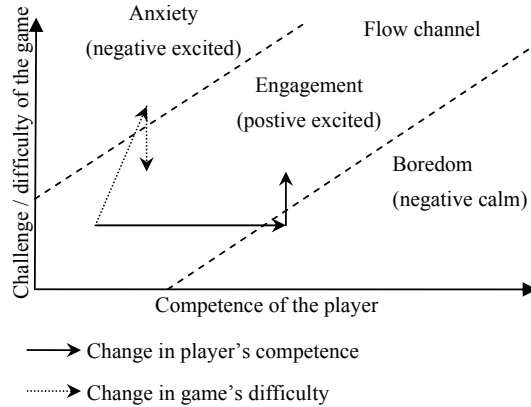 Anxiety
(negative excited)
Flow channel
Engagement
(postive excited)
Boredom
(negative calm)
Challenge / difficulty of the game
Competence of the player
Change in player's competence
Change in game's difficulty